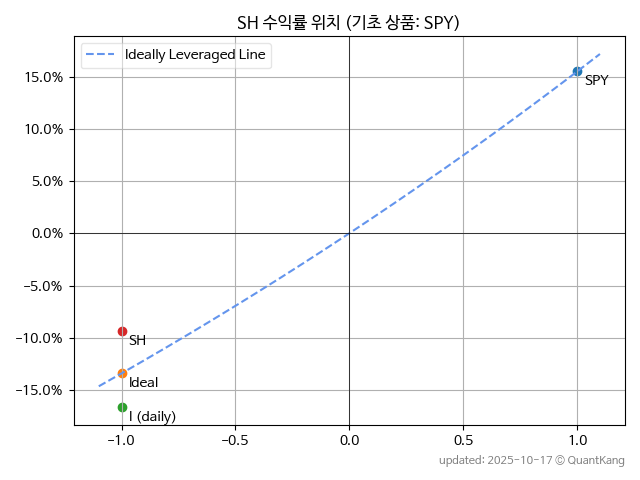 SH 수익률 위치 (기초 상품: SPY)
Ideally Leveraged Line
15.0%
10.0%
5.0%
0.0%
−5.0%
−10.0%
−15.0%
SPY
SH
Ideal
I (daily)
−1.0
−0.5
0.0
0.5
1.0
updated: 2025-10-17 © QuantKang